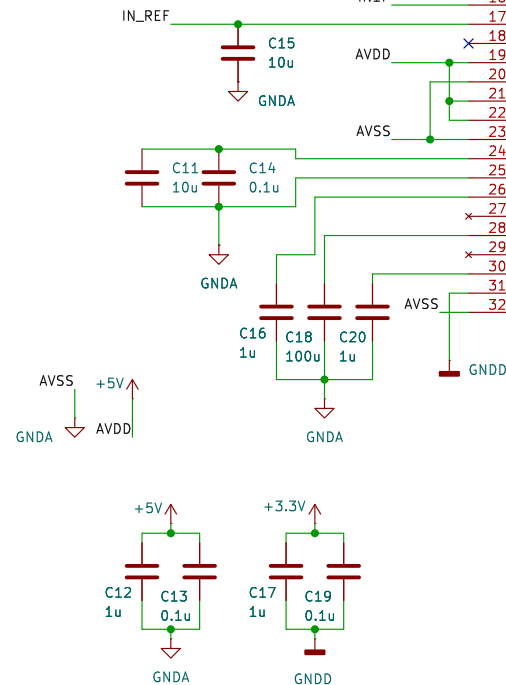 16
IN_REF
17
C15
10u
18
AVDD
19
20
GNDA
21
22
AVSS
23
24
C11
10u
C14
0.1u
25
26
27
28
GNDA
29
30
AVSS
31
32
C16
1u
C18
100u
C20
1u
GNDD
AVSS
+5V
GNDA
AVDD
GNDA
+5V
+3.3V
C12
1u
C13
0.1u
C17
1u
C19
0.1u
GNDA
GNDD